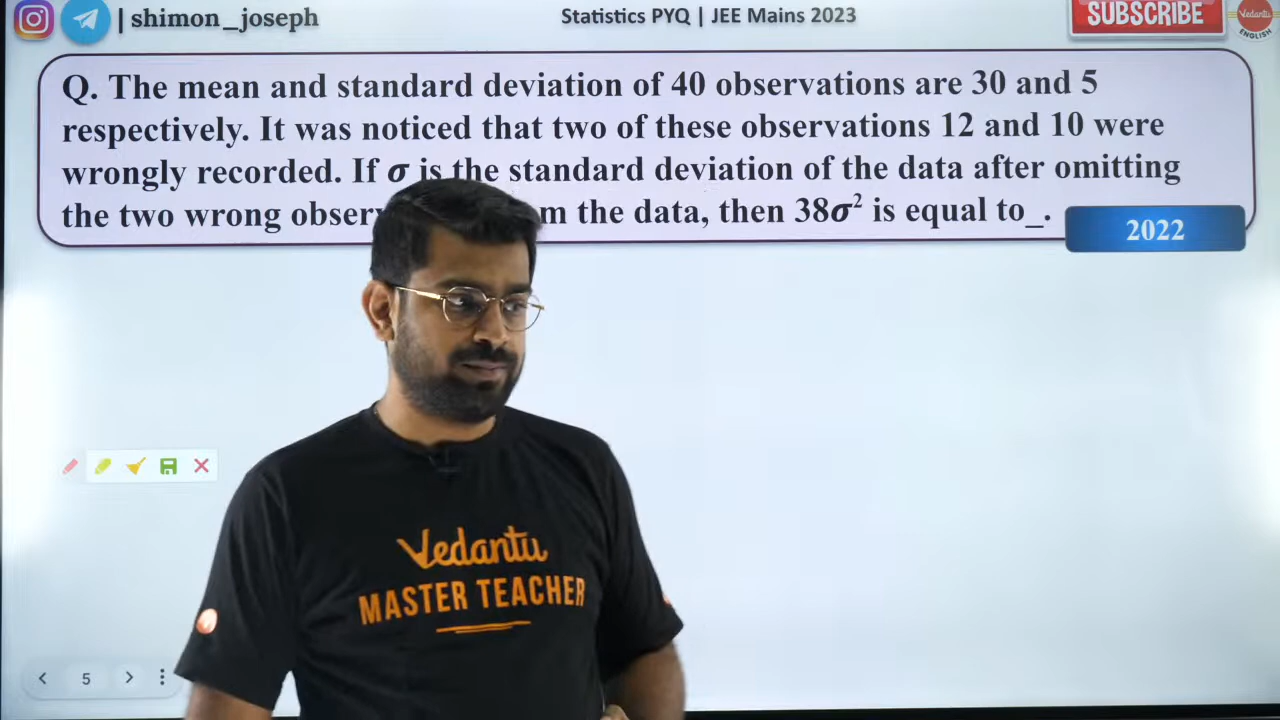 | shimon_joseph
Statistics PYQ | JEE Mains 2023
SUBSCRIBE
Vedantu
ENGLISH
Q. The mean and standard deviation of 40 observations are 30 and 5
respectively. It was noticed that two of these observations 12 and 10 were
wrongly recorded. If σ is the standard deviation of the data after omitting
the two wrong the data, then 38σ² is equal to_.
2022
Vedantu
MASTER TEACHER
5